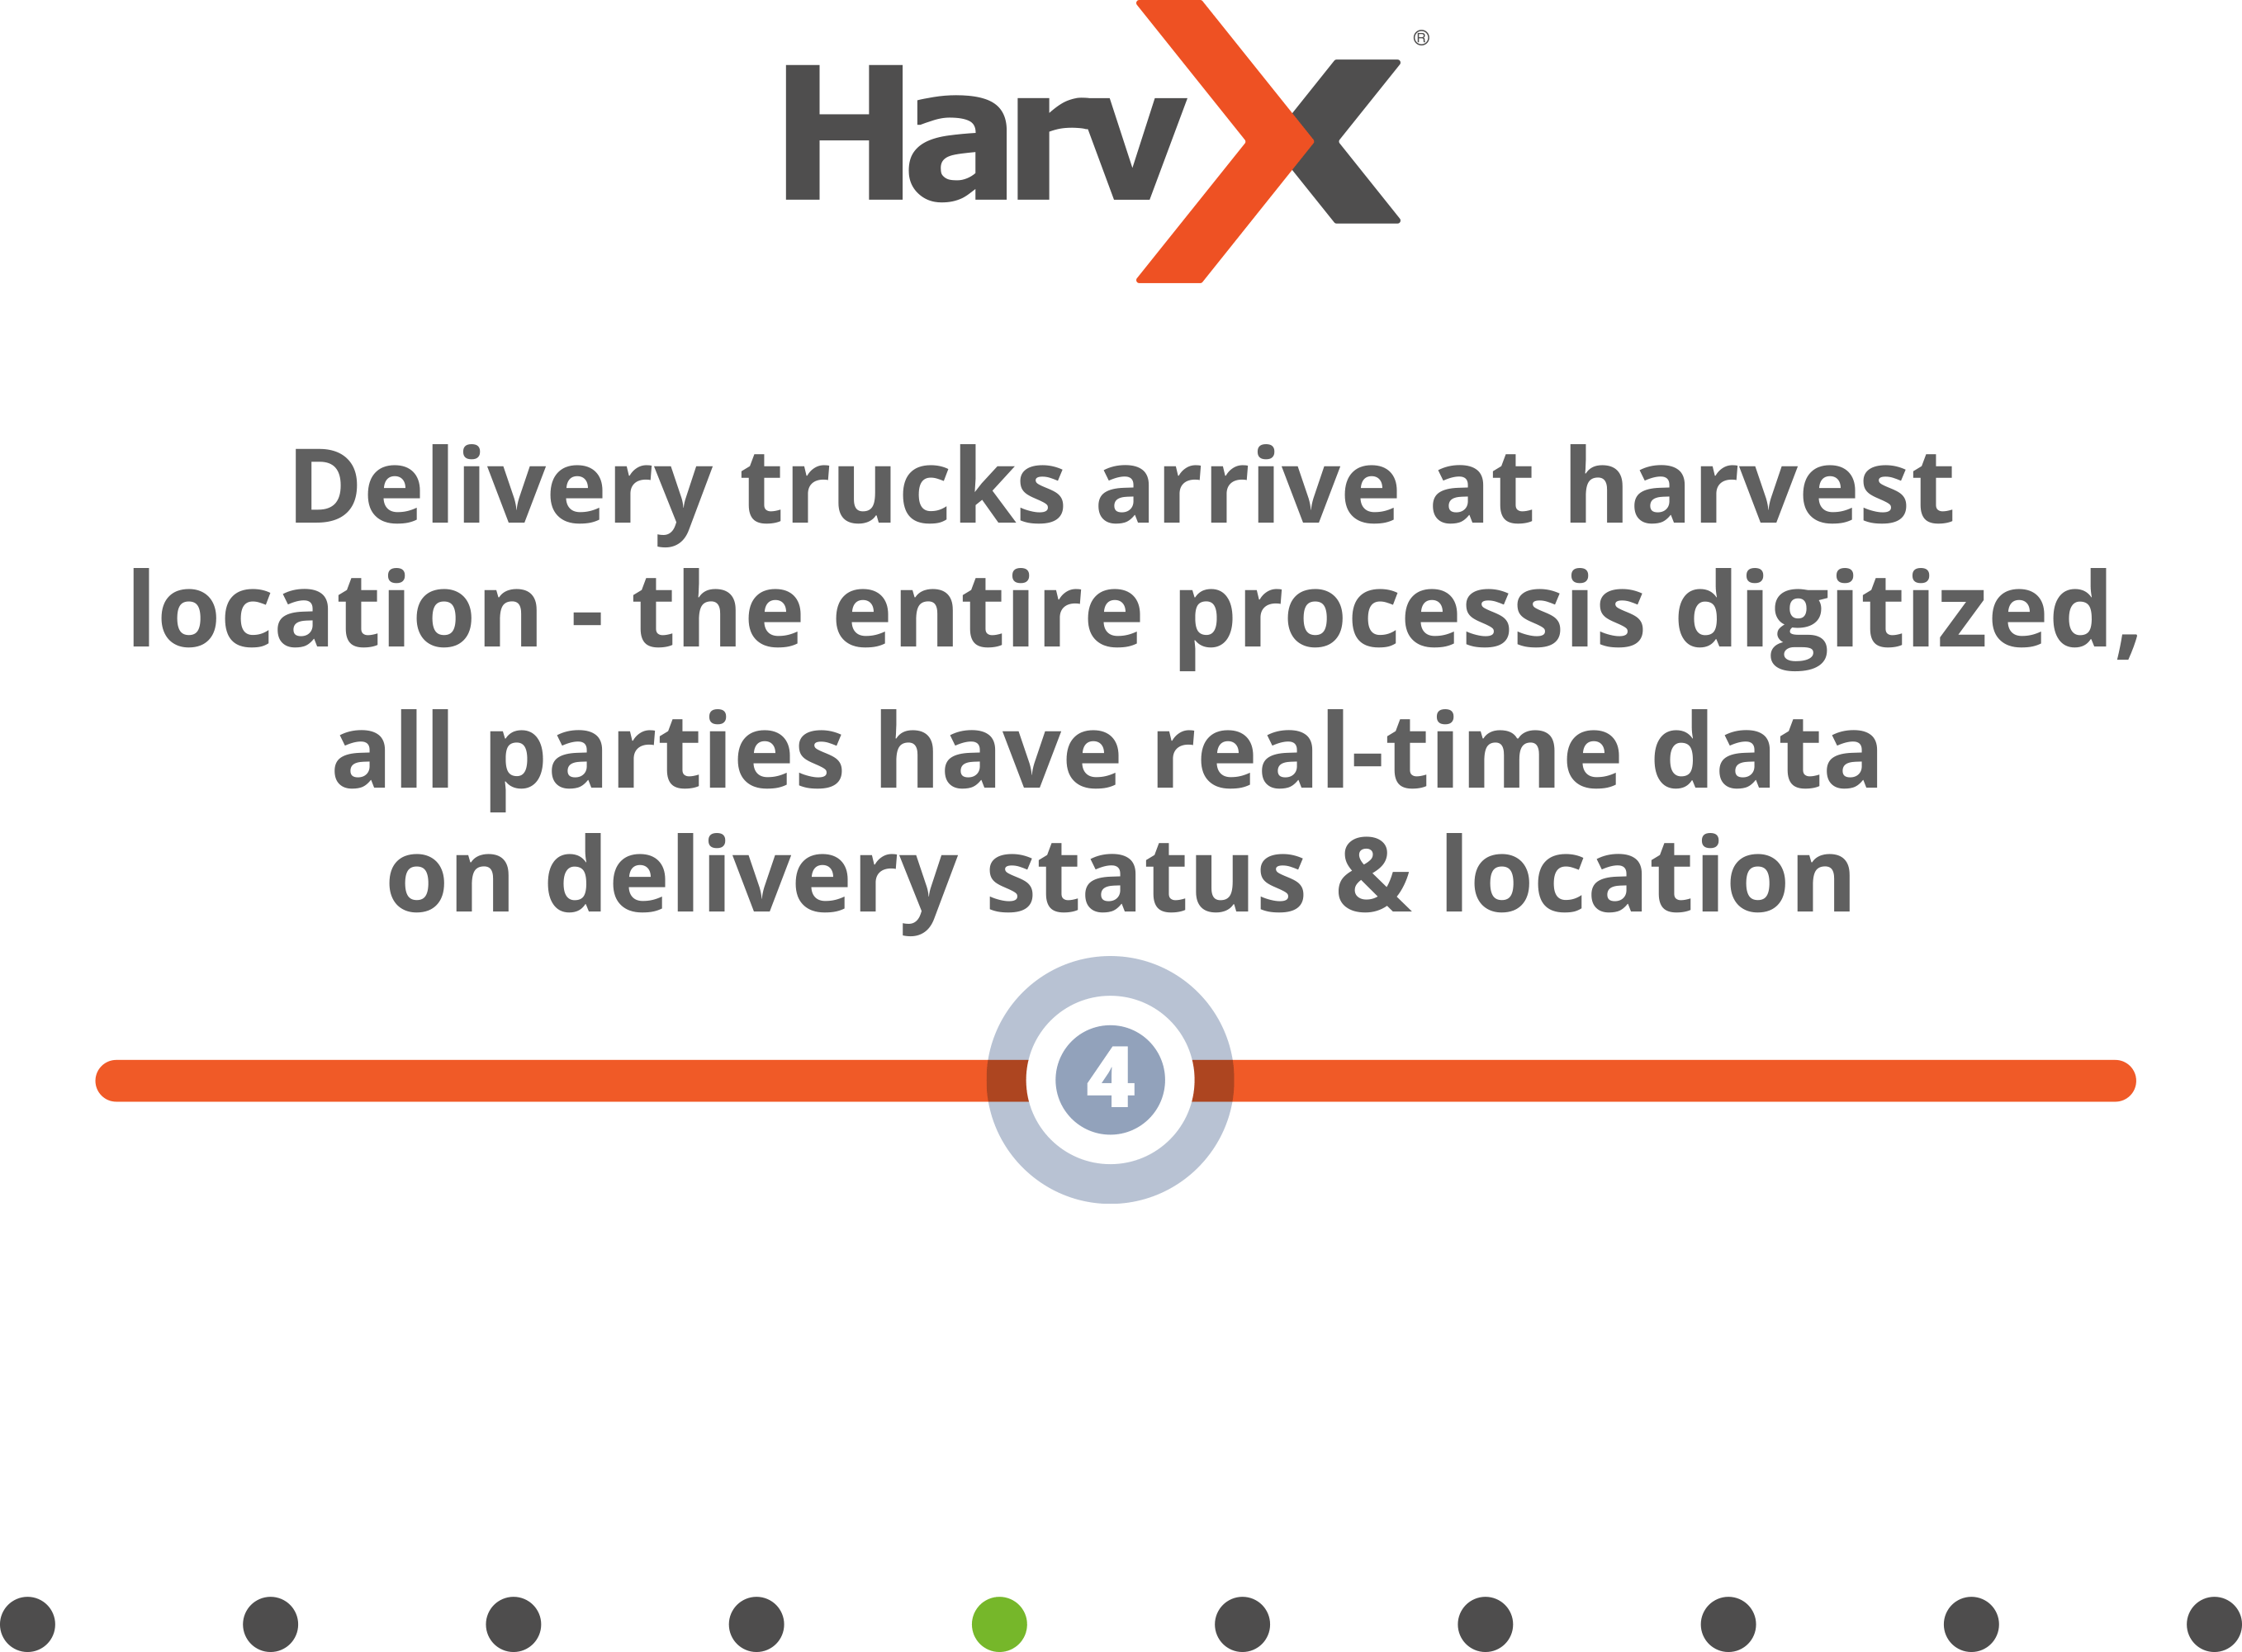 HarvX®
Delivery trucks arrive at harvest
location - the entire processis digitized,
all parties have real-time data
on delivery status & location
4